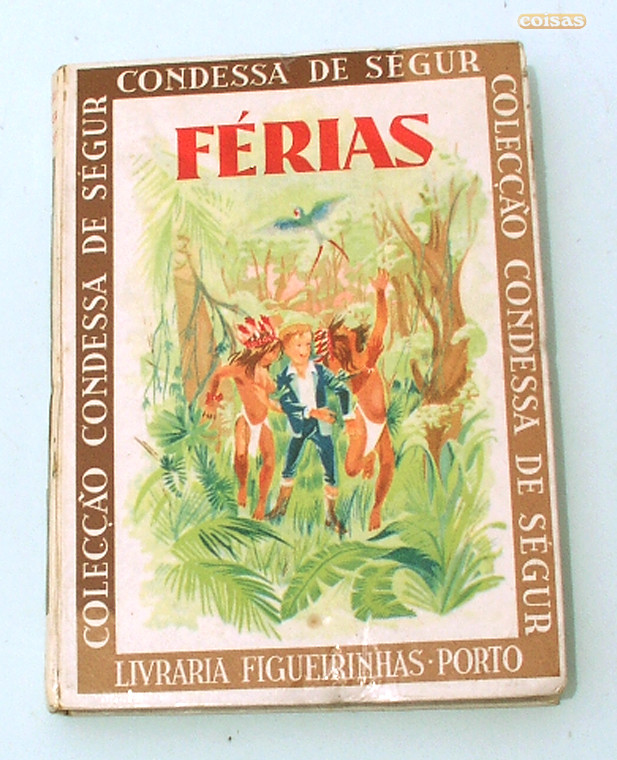 coisas
CONDESSA DE SÉGUR
FÉRIAS
COLECÇÃO CONDESSA DE SÉGUR
COLECÇÃO CONDESSA DE SÉGUR
LIVRARIA FIGUEIRINHAS · PORTO